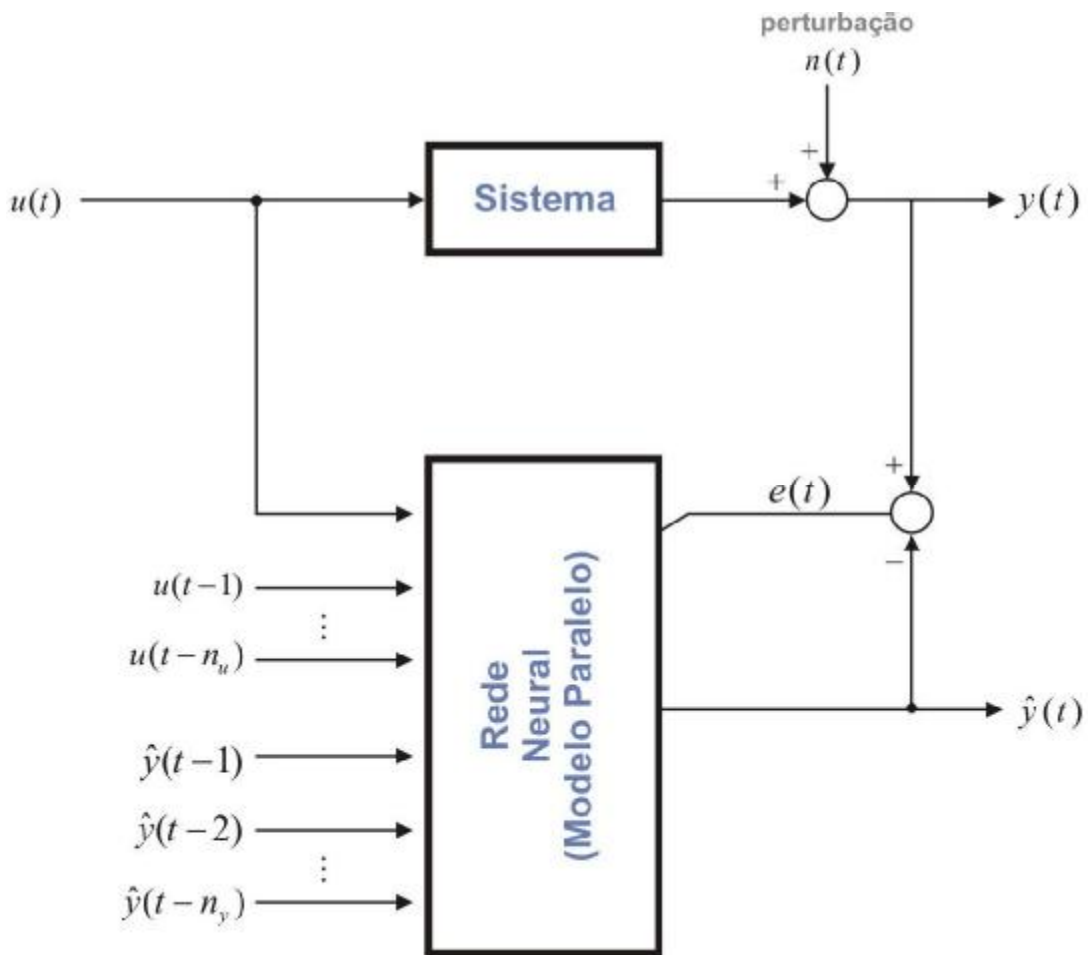 perturbação
n(t)
+
u(t)
Sistema
+
y(t)
+
e(t)
−
u(t−1)
⋮
u(t−n_u)
Rede
Neural
(Modelo Paralelo)
ŷ(t)
ŷ(t−1)
ŷ(t−2)
⋮
ŷ(t−n_y)